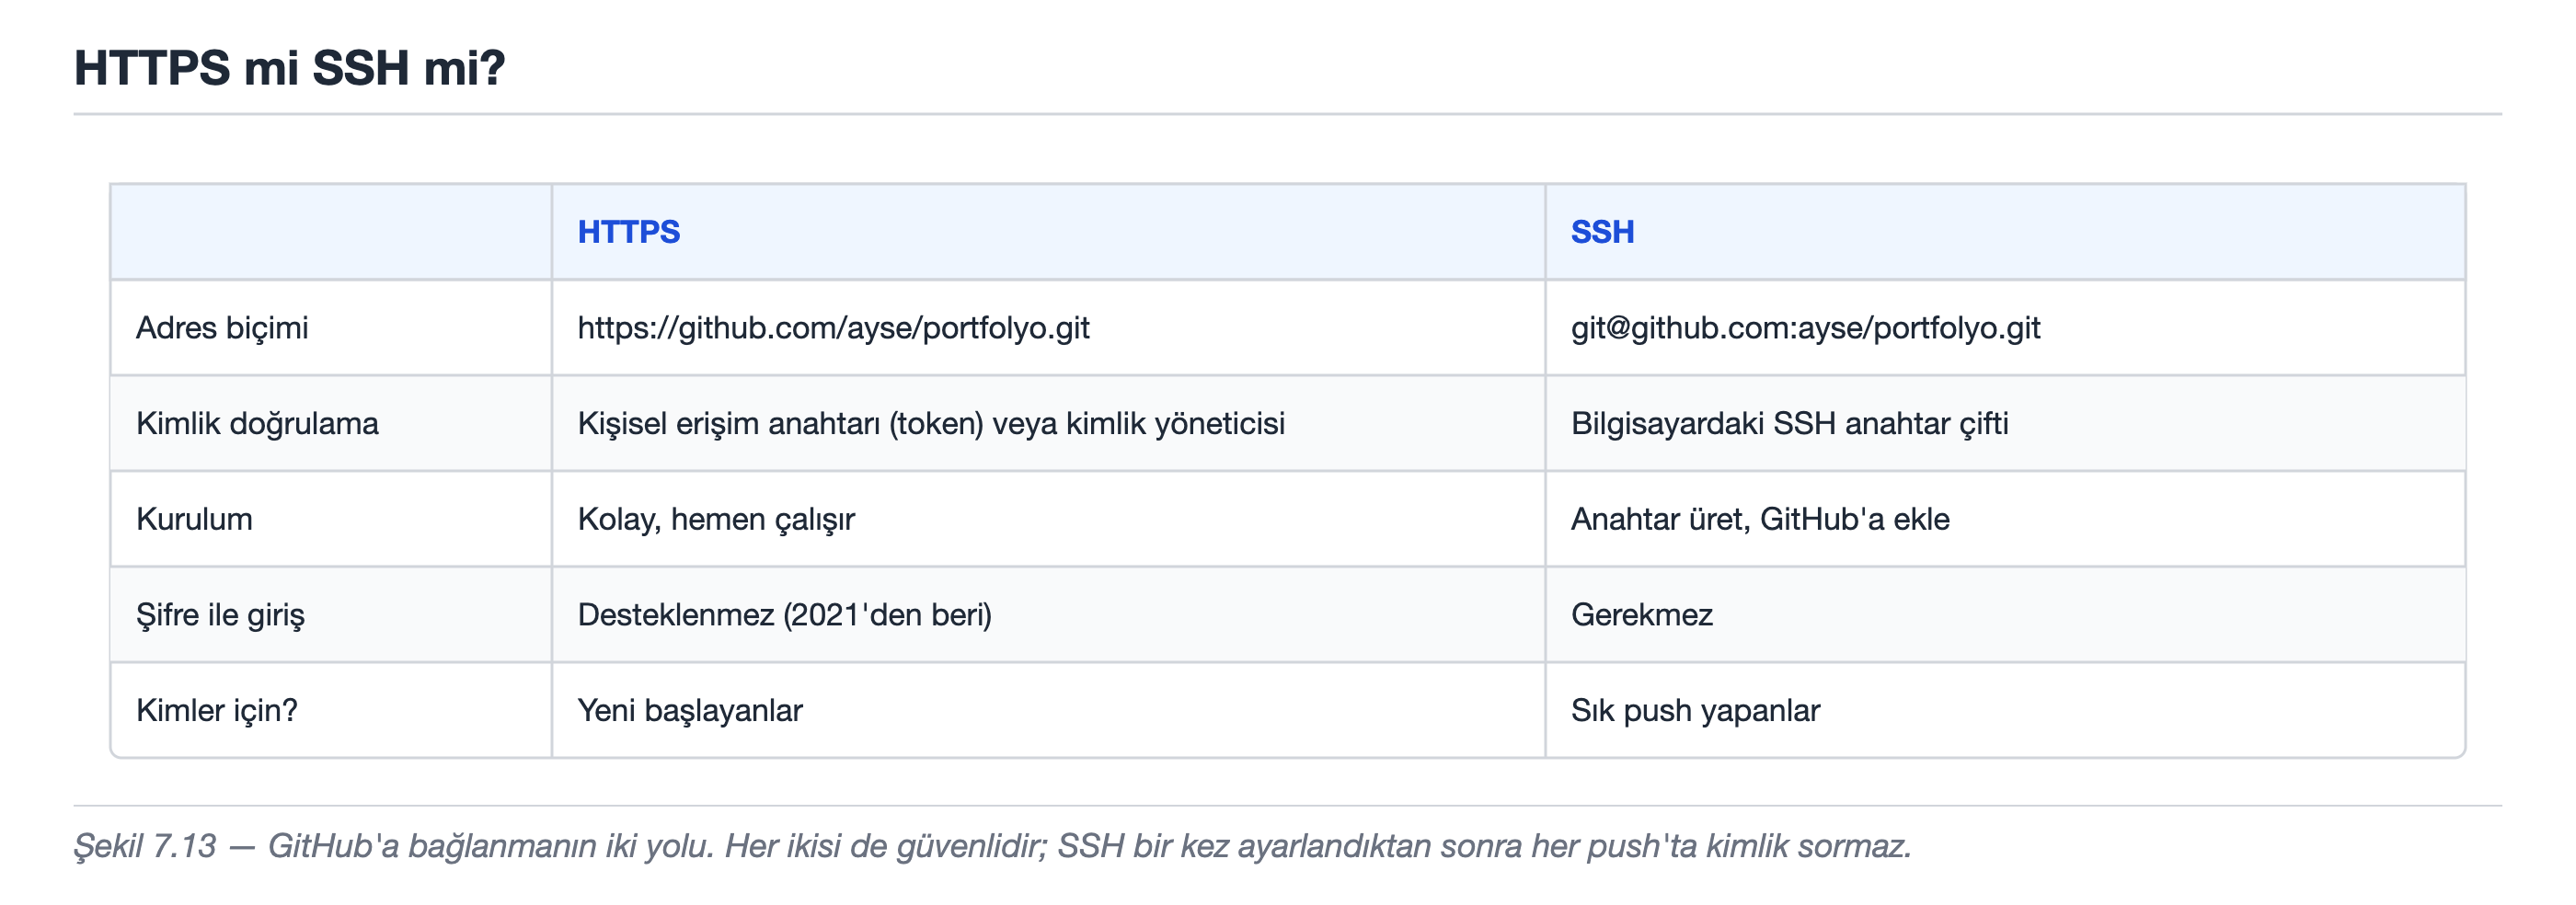 HTTPS mi SSH mi?
HTTPS SSH
Adres biçimi https://github.com/ayse/portfolyo.git git@github.com:ayse/portfolyo.git
Kimlik doğrulama Kişisel erişim anahtarı (token) veya kimlik yöneticisi Bilgisayardaki SSH anahtar çifti
Kurulum Kolay, hemen çalışır Anahtar üret, GitHub'a ekle
Şifre ile giriş Desteklenmez (2021'den beri) Gerekmez
Kimler için? Yeni başlayanlar Sık push yapanlar
Şekil 7.13 — GitHub'a bağlanmanın iki yolu. Her ikisi de güvenlidir; SSH bir kez ayarlandıktan sonra her push'ta kimlik sormaz.